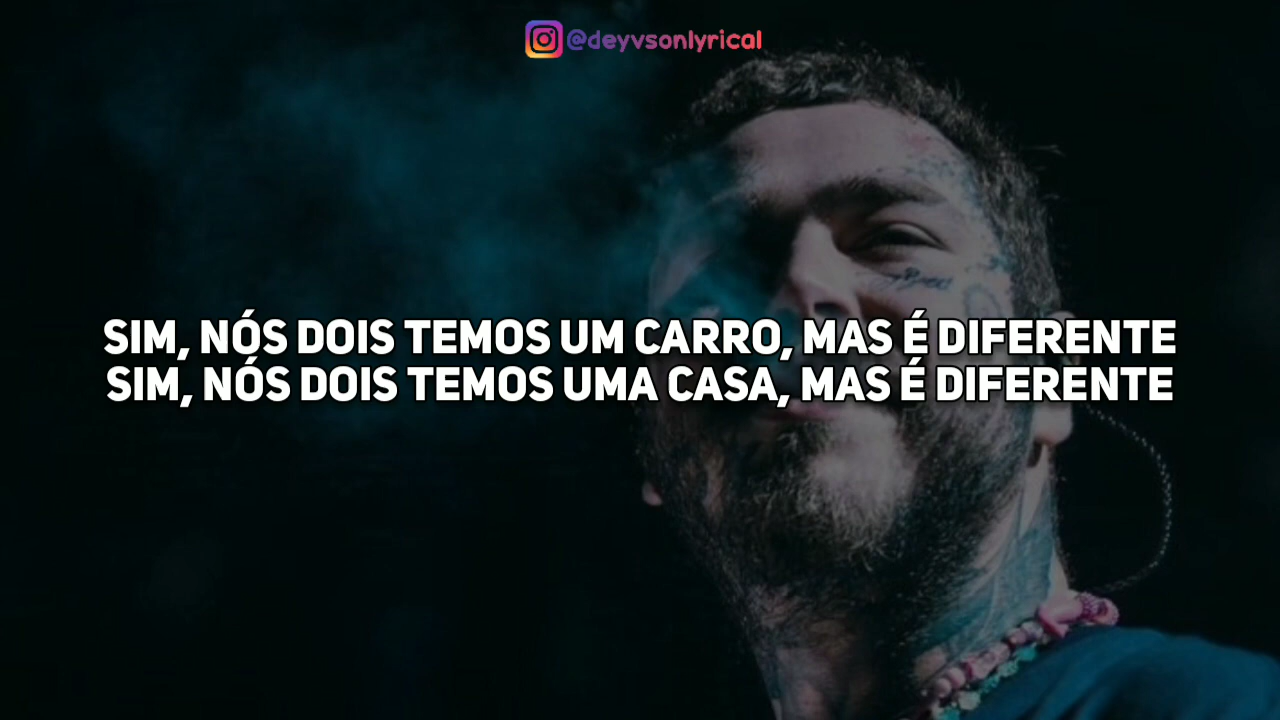 @deyvsonlyrical
SIM, NÓS DOIS TEMOS UM CARRO, MAS É DIFERENTE
SIM, NÓS DOIS TEMOS UMA CASA, MAS É DIFERENTE